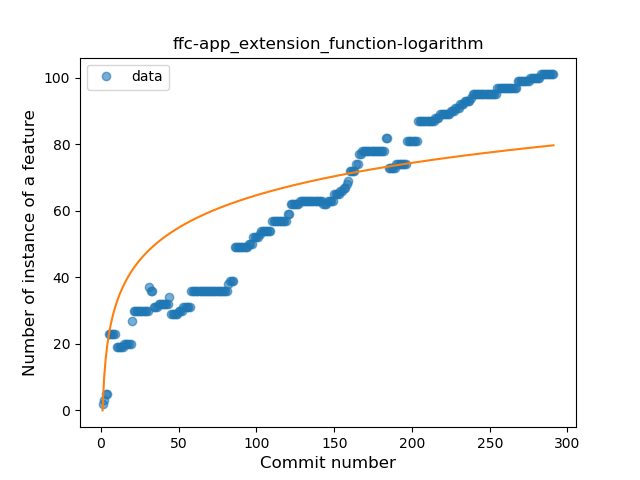 ffc-app_extension_function-logarithm
data
Number of instance of a feature
100
80
60
40
20
0
0 50 100 150 200 250 300
Commit number